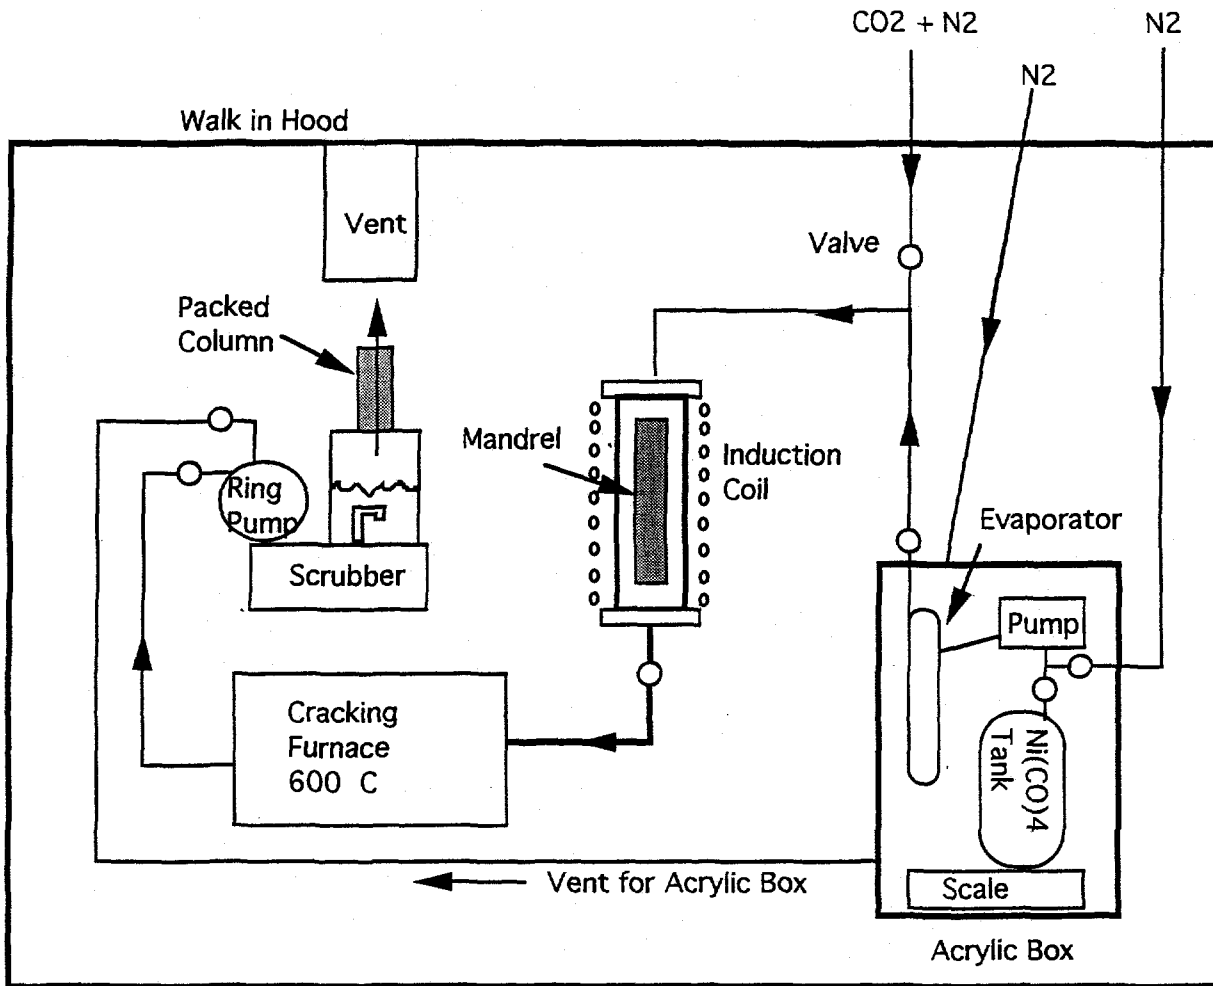 CO2 + N2
N2
N2
Walk in Hood
Vent
Valve
Packed
Column
Mandrel
Induction
Coil
Ring
Pump
Evaporator
Scrubber
Pump
Cracking
Furnace
600 C
Ni(CO)4
Tank
Vent for Acrylic Box
Scale
Acrylic Box